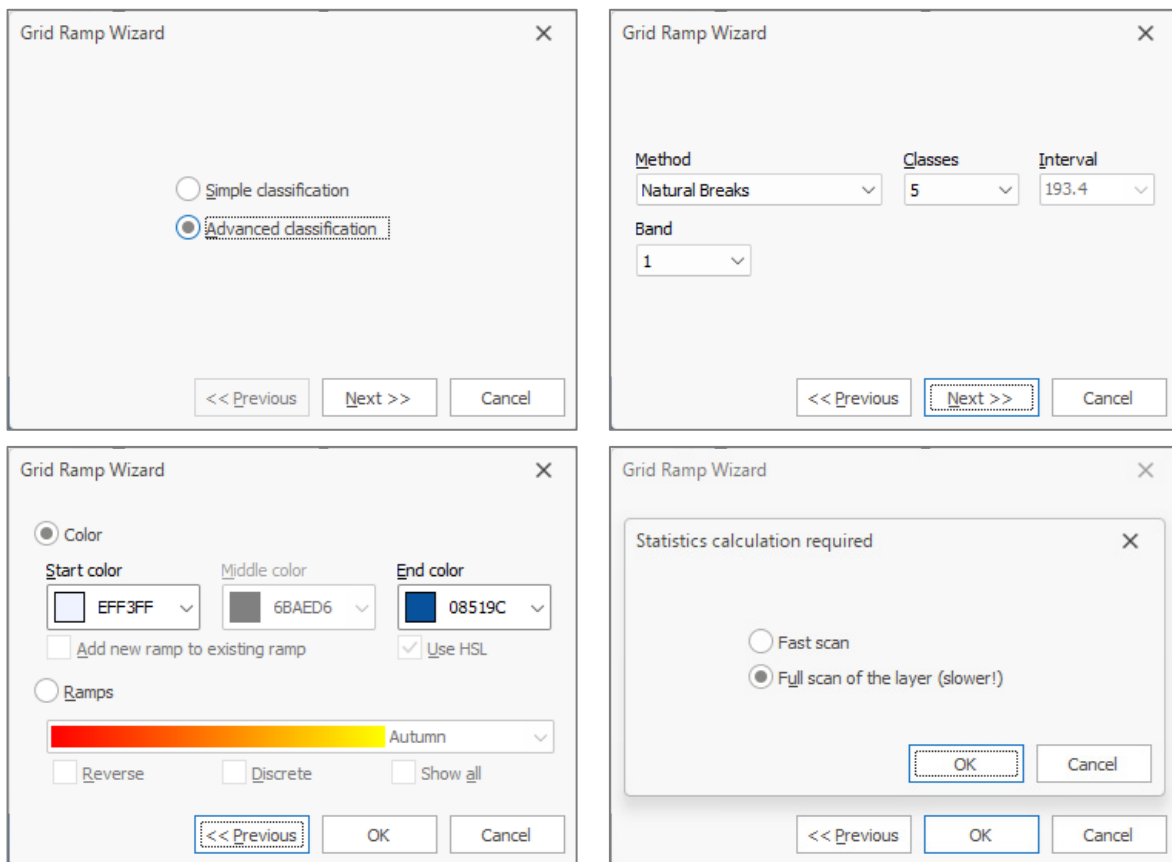 Grid Ramp Wizard
Simple classification
Advanced classification
<< Previous
Next >>
Cancel
Grid Ramp Wizard
Method
Classes
Interval
Natural Breaks
5
193.4
Band
1
<< Previous
Next >>
Cancel
Grid Ramp Wizard
Color
Start color
Middle color
End color
EFF3FF
6BAED6
08519C
Add new ramp to existing ramp
Use HSL
Ramps
Autumn
Reverse
Discrete
Show all
<< Previous
OK
Cancel
Grid Ramp Wizard
Statistics calculation required
Fast scan
Full scan of the layer (slower!)
OK
Cancel
<< Previous
OK
Cancel